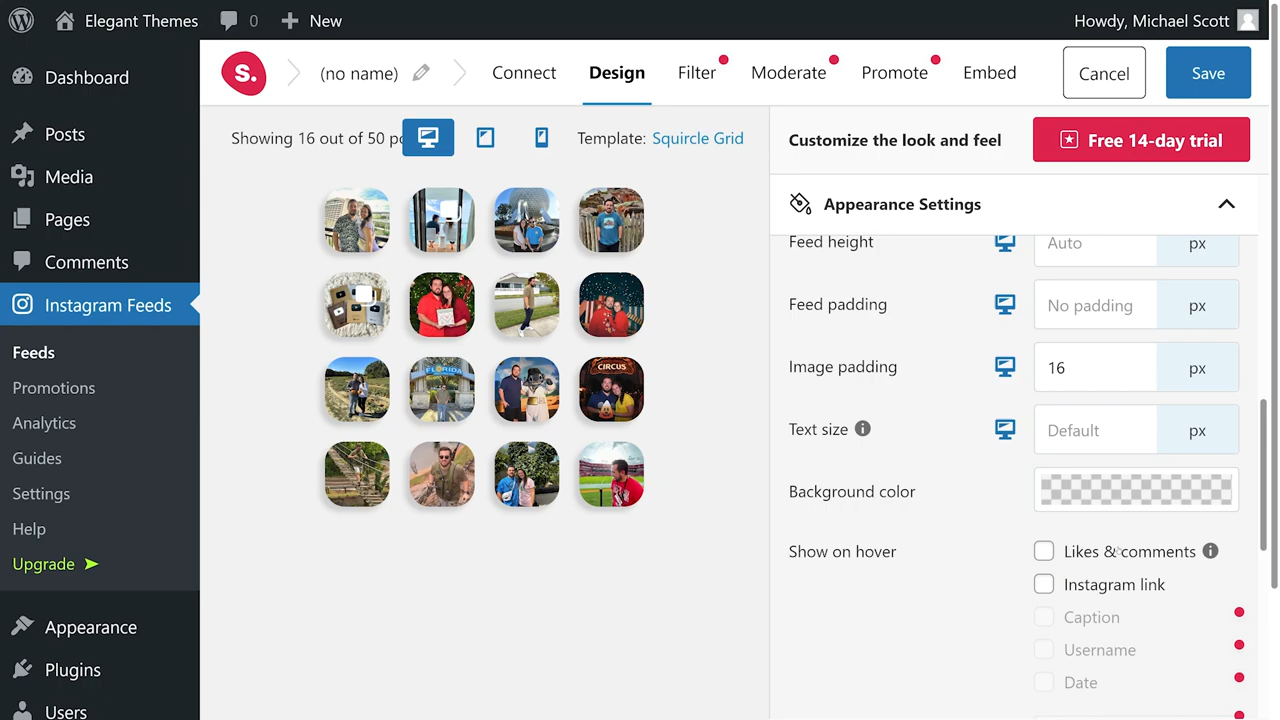 Elegant Themes
0
New
Howdy, Michael Scott
Dashboard
Posts
Media
Pages
Comments
Instagram Feeds
Feeds
Promotions
Analytics
Guides
Settings
Help
Upgrade ➤
Appearance
Plugins
Users
s.
(no name)
Connect
Design
Filter
Moderate
Promote
Embed
Cancel
Save
Showing 16 out of 50 po
Template: Squircle Grid
FLORIDA
CIRCUS
Customize the look and feel
Free 14-day trial
Appearance Settings
Feed height
Auto
px
Feed padding
No padding
px
Image padding
16
px
Text size
Default
px
Background color
Show on hover
Likes & comments
Instagram link
Caption
Username
Date